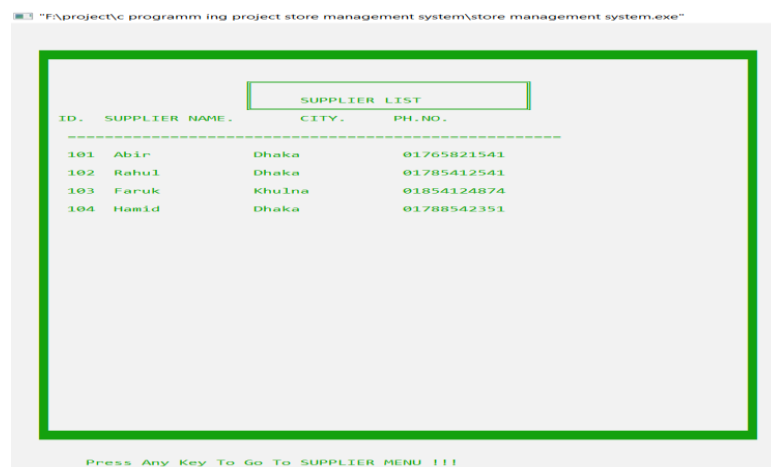 "F:\project\c programm ing project store management system\store management system.exe"
SUPPLIER LIST
ID. SUPPLIER NAME. CITY. PH.NO.
101 Abir Dhaka 01765821541
102 Rahul Dhaka 01785412541
103 Faruk Khulna 01854124874
104 Hamid Dhaka 01788542351
Press Any Key To Go To SUPPLIER MENU !!!